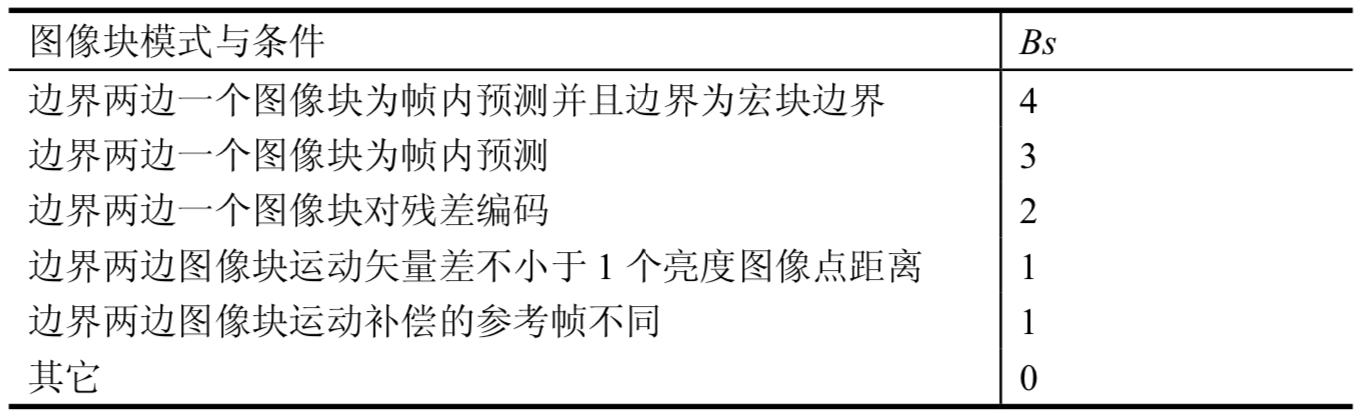 图像块模式与条件 Bs
边界两边一个图像块为帧内预测并且边界为宏块边界 4
边界两边一个图像块为帧内预测 3
边界两边一个图像块对残差编码 2
边界两边图像块运动矢量差不小于 1 个亮度图像点距离 1
边界两边图像块运动补偿的参考帧不同 1
其它 0